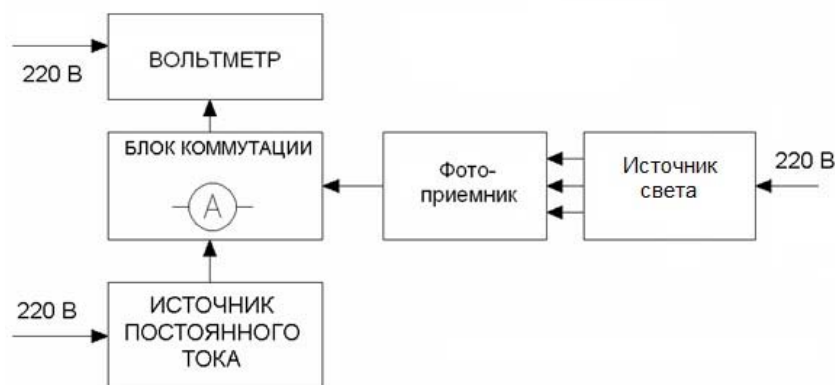 220 В
ВОЛЬТМЕТР
БЛОК КОММУТАЦИИ
А
Фото-
приемник
Источник
света
220 В
220 В
ИСТОЧНИК
ПОСТОЯННОГО
ТОКА